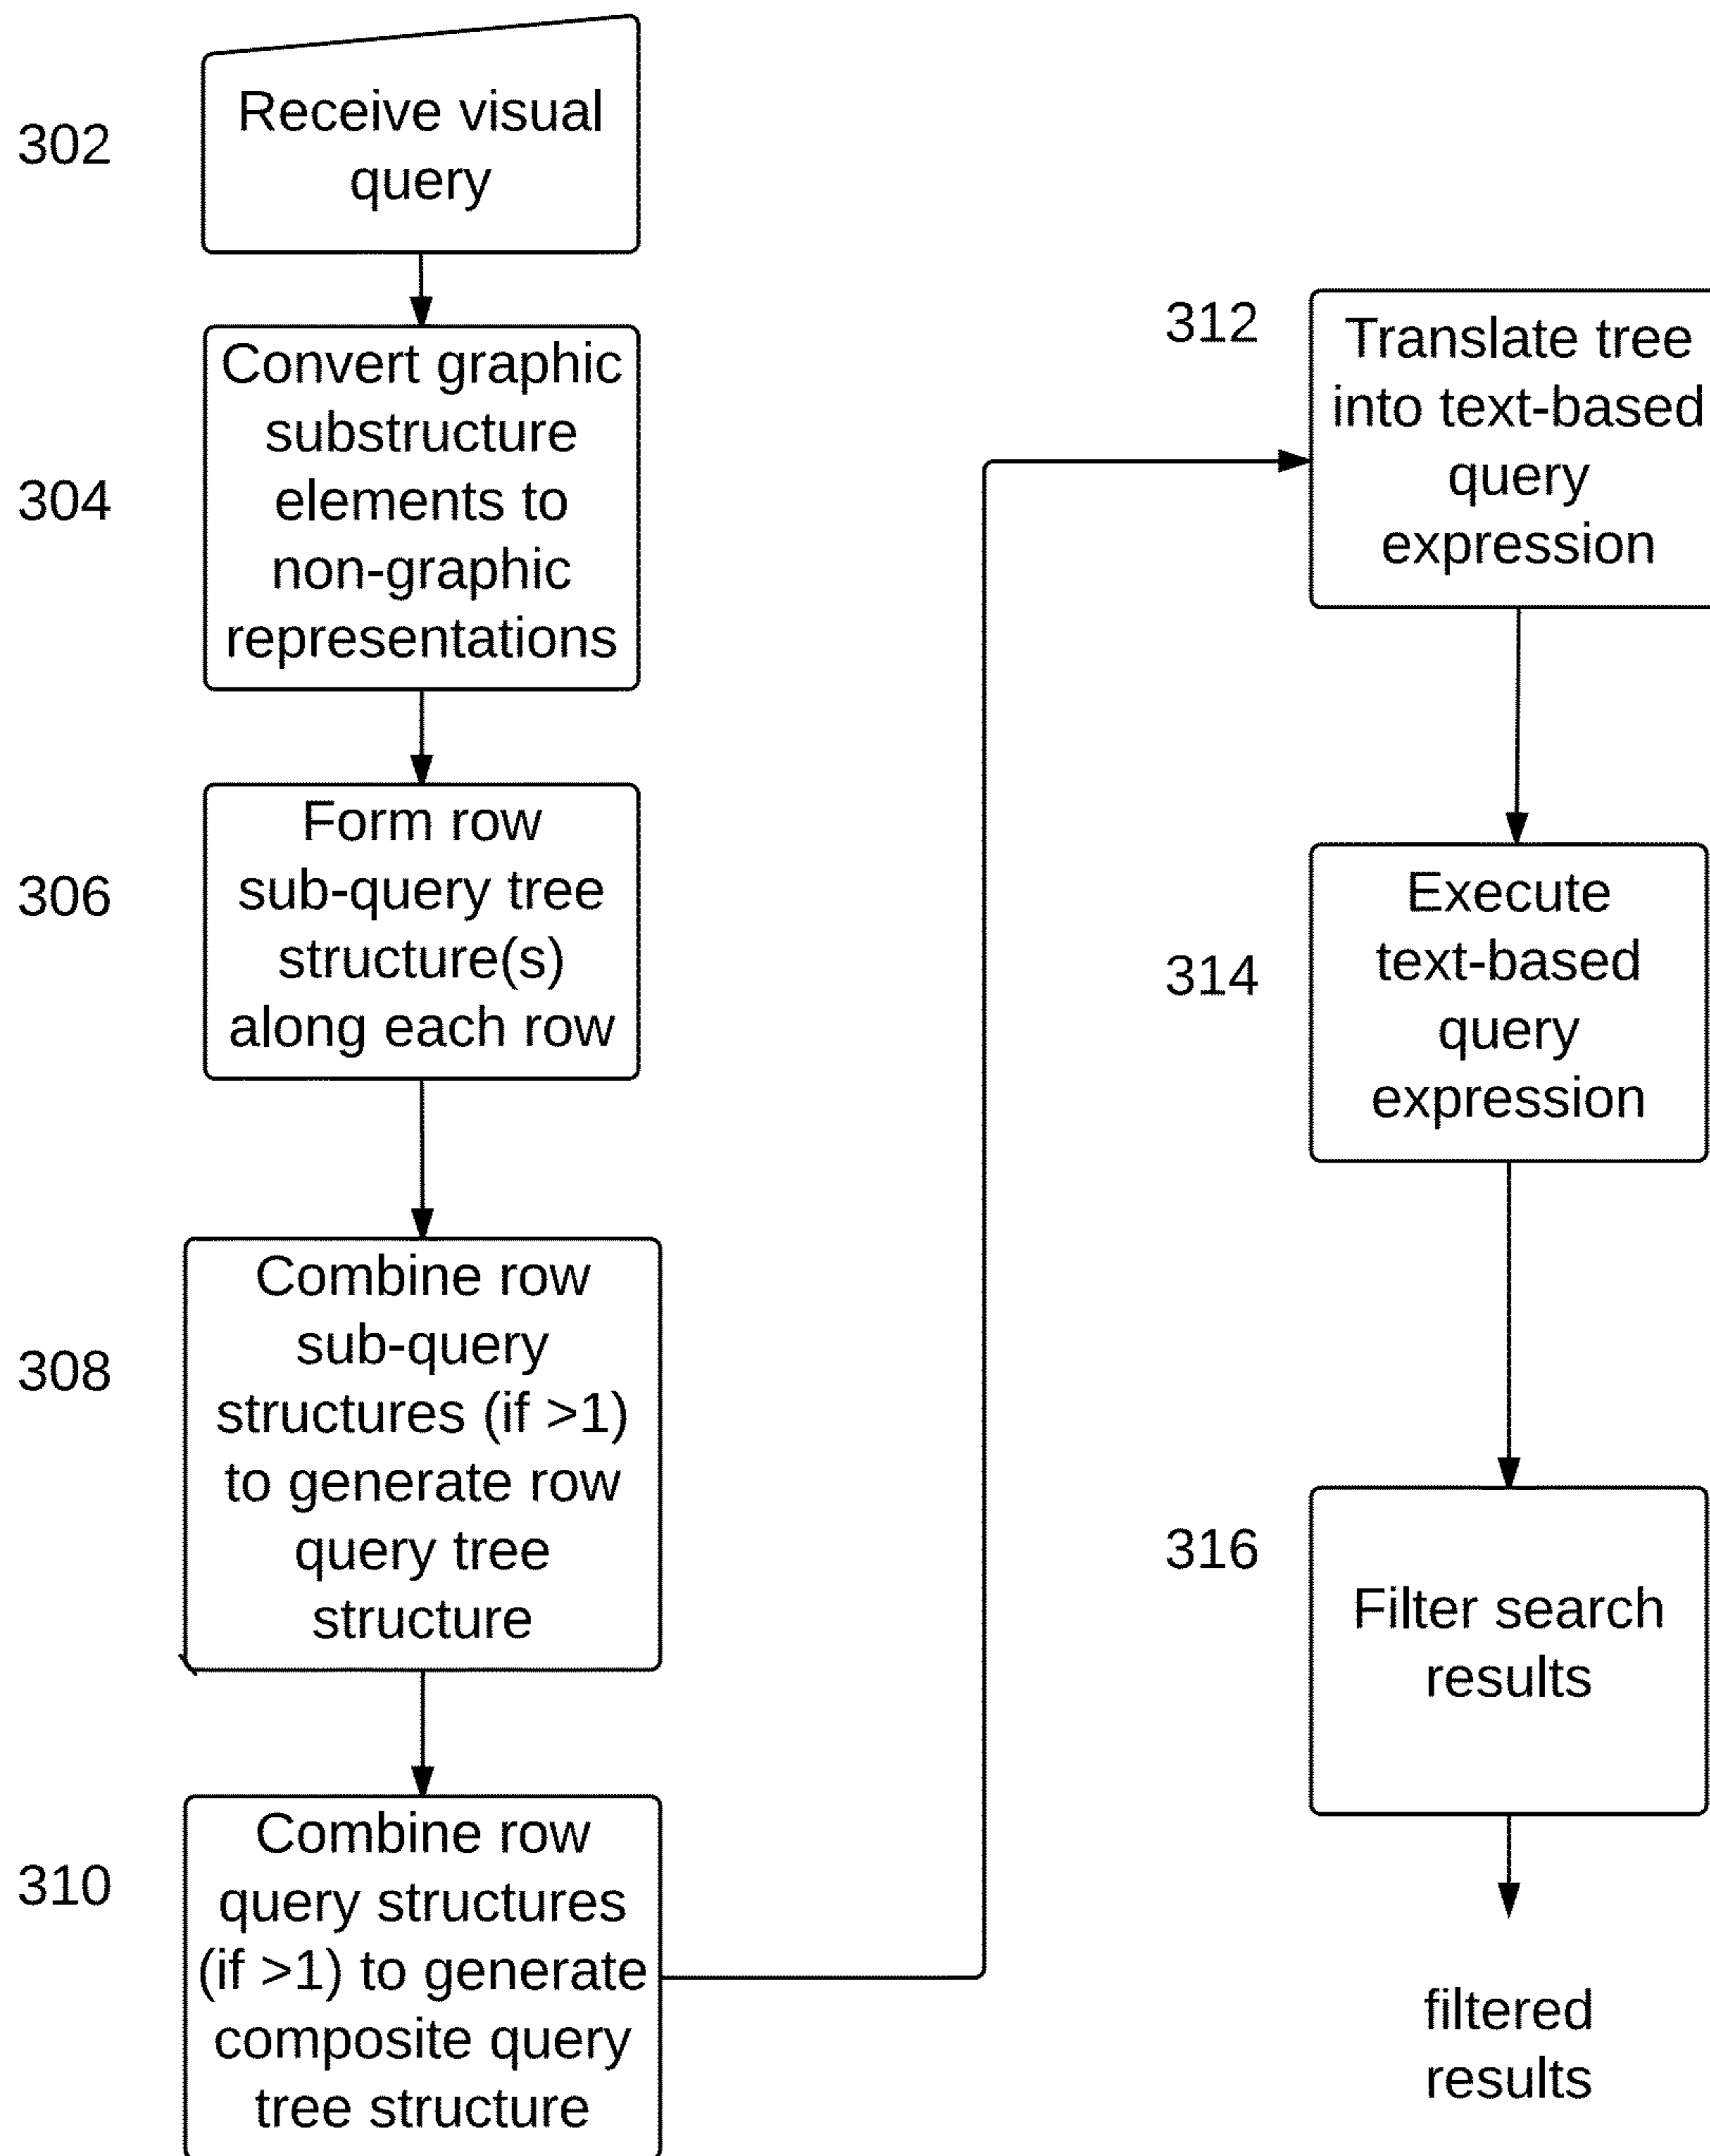 302
Receive visual
query
304
Convert graphic
substructure
elements to
non-graphic
representations
306
Form row
sub-query tree
structure(s)
along each row
308
Combine row
sub-query
structures (if >1)
to generate row
query tree
structure
310
Combine row
query structures
(if >1) to generate
composite query
tree structure
312
Translate tree
into text-based
query
expression
314
Execute
text-based
query
expression
316
Filter search
results
filtered
results